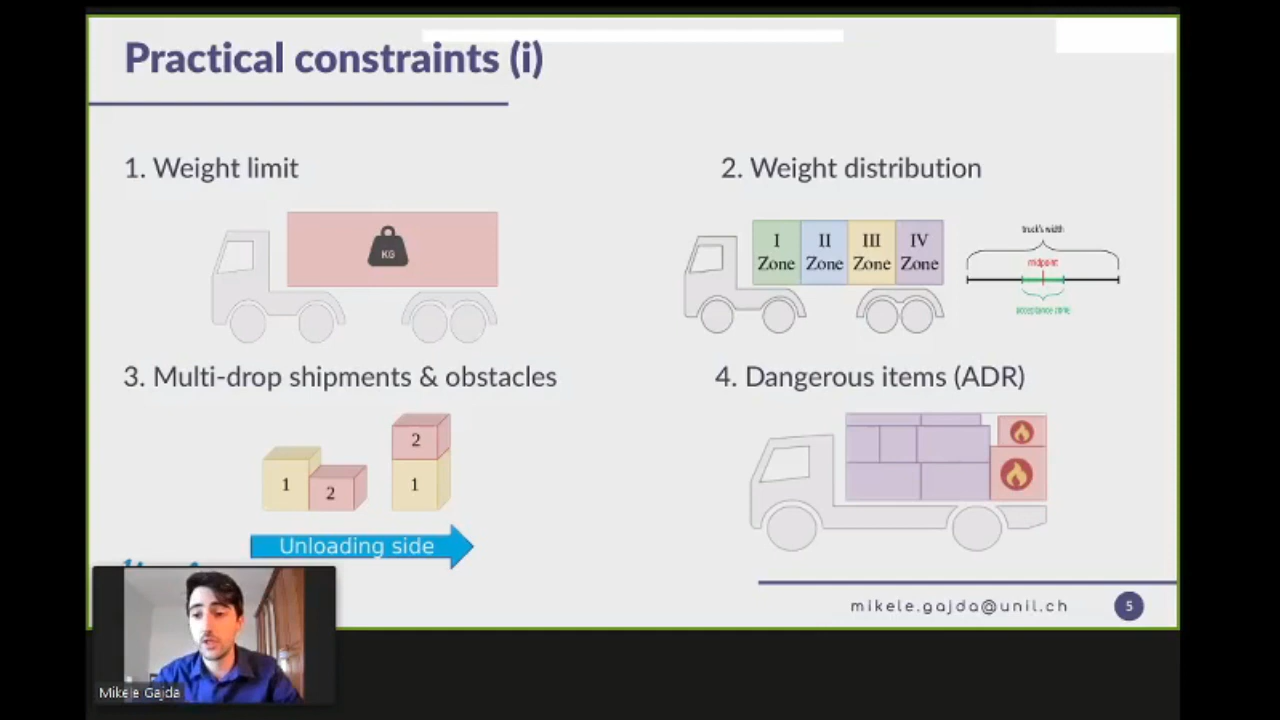 Practical constraints (i)
1. Weight limit
2. Weight distribution
KG
I
Zone
II
Zone
III
Zone
IV
Zone
truck's width
midpoint
acceptance zone
3. Multi-drop shipments & obstacles
4. Dangerous items (ADR)
1
2
2
1
Unloading side
mikele.gajda@unil.ch
5
Mikele Gajda